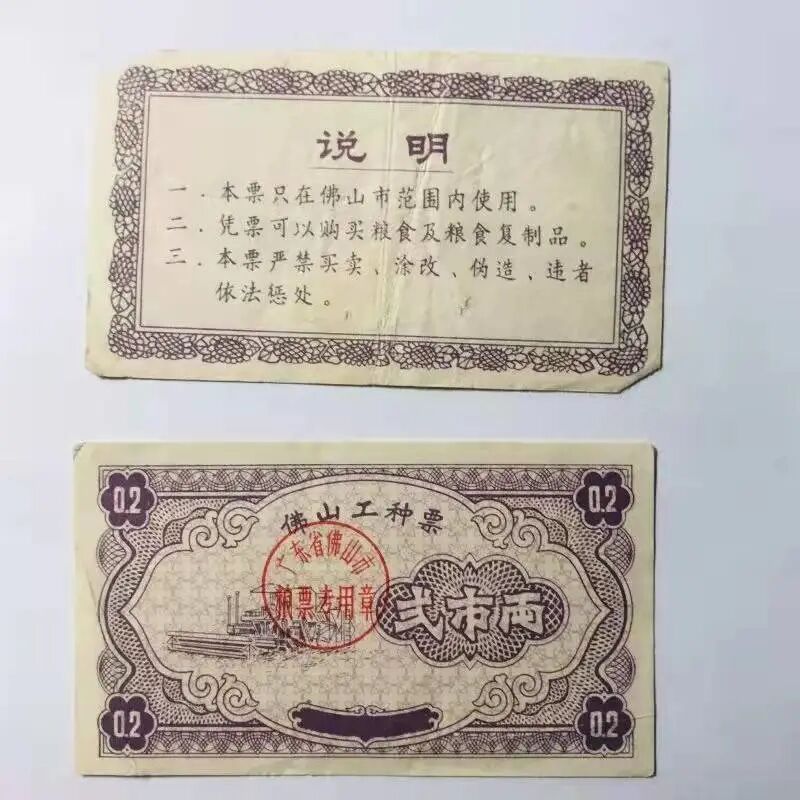 说明
一．本票只在佛山市范围内使用。
二．凭票可以购买粮食及粮食复制品。
三．本票严禁买卖、涂改、伪造、违者
依法惩处。
0.2 0.2
佛山工种票
广东省佛山市
粮票专用章
弍市両
0.2 0.2